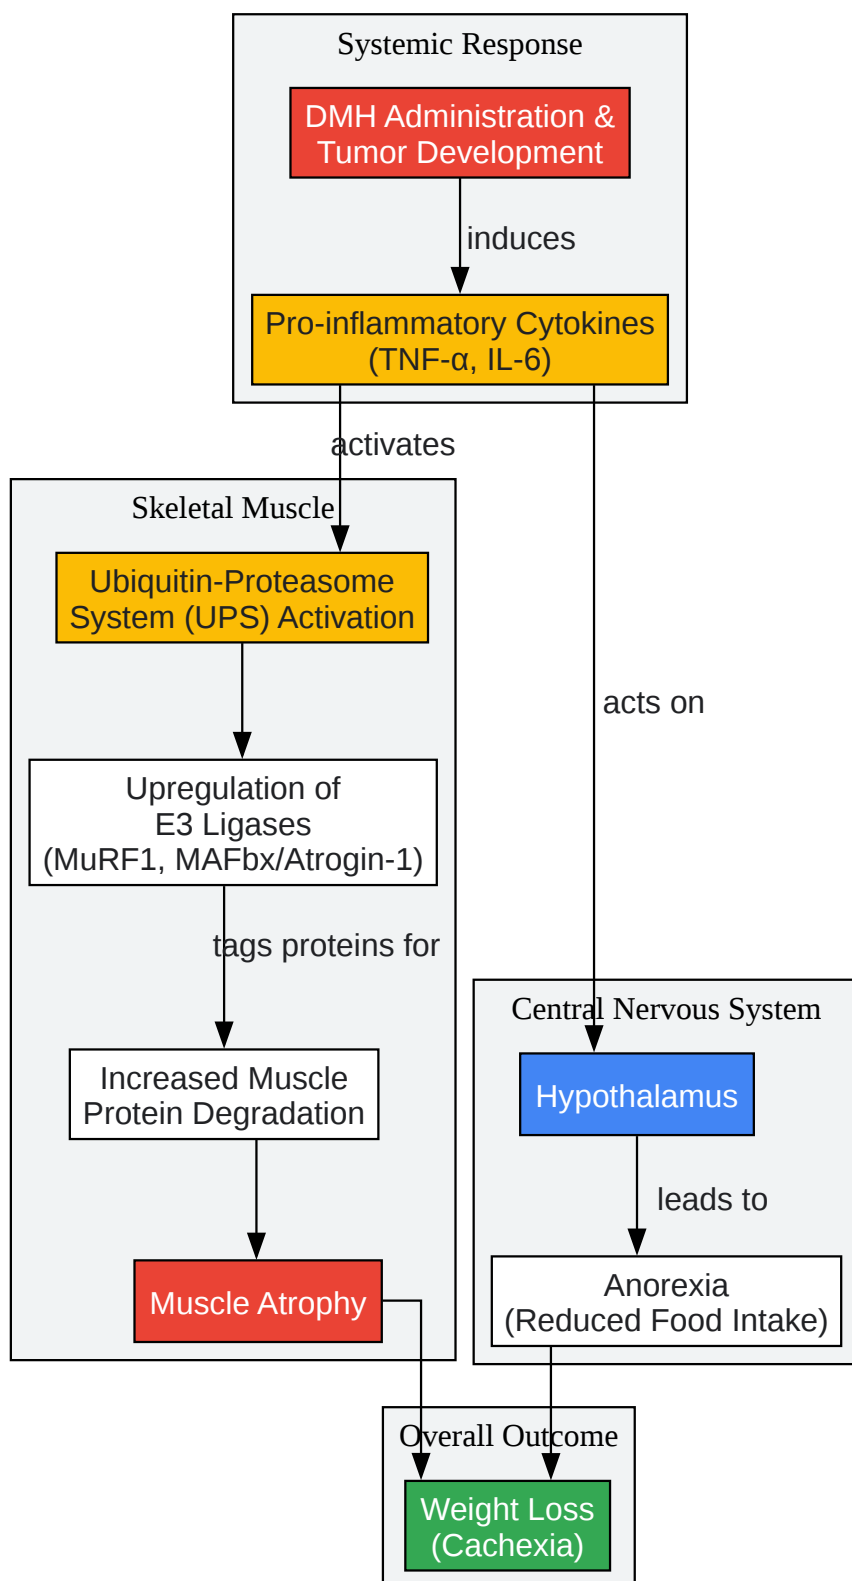 Systemic Response
DMH Administration &
Tumor Development
induces
Pro-inflammatory Cytokines
(TNF-α, IL-6)
activates
Skeletal Muscle
Ubiquitin-Proteasome
System (UPS) Activation
acts on
Upregulation of
E3 Ligases
(MuRF1, MAFbx/Atrogin-1)
tags proteins for
Central Nervous System
Increased Muscle
Protein Degradation
Hypothalamus
leads to
Muscle Atrophy
Anorexia
(Reduced Food Intake)
Overall Outcome
Weight Loss
(Cachexia)